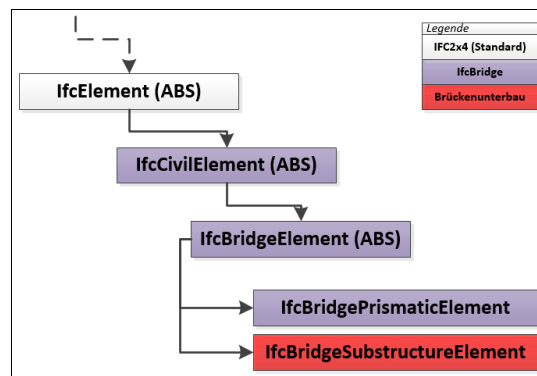 Legende
IFC2x4 (Standard)
IfcBridge
Brückenunterbau
IfcElement (ABS)
IfcCivilElement (ABS)
IfcBridgeElement (ABS)
IfcBridgePrismaticElement
IfcBridgeSubstructureElement